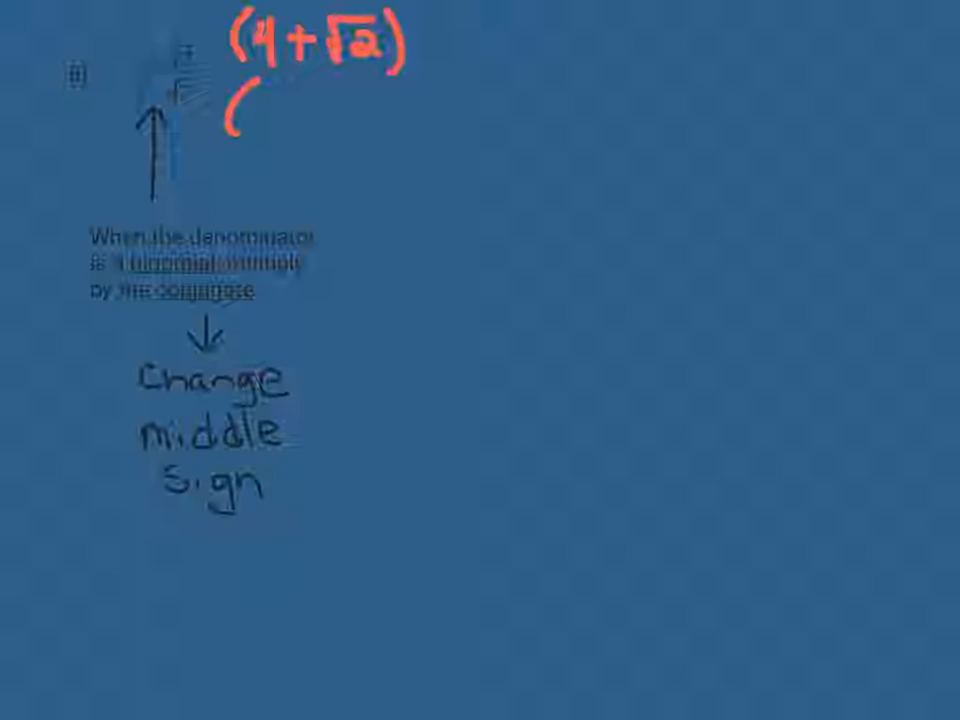 (4+√2)
(
When the denominator
is a binomial multiply
by the conjugate
↓
Change
middle
sign